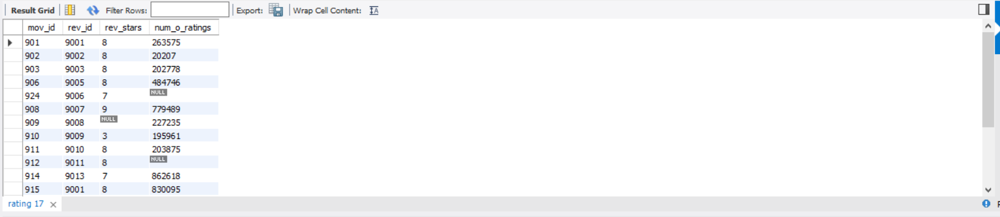 Result Grid Filter Rows: Export: Wrap Cell Content: IA
mov_id rev_id rev_stars num_o_ratings
901 9001 8 263575
902 9002 8 20207
903 9003 8 202778
906 9005 8 484746
924 9006 7 NULL
908 9007 9 779489
909 9008 NULL 227235
910 9009 3 195961
911 9010 8 203875
912 9011 8 NULL
914 9013 7 862618
915 9001 8 830095
rating 17 ×